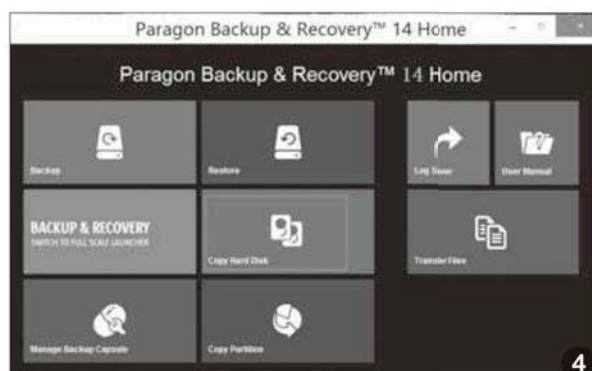 Paragon Backup & Recovery™ 14 Home
Paragon Backup & Recovery™ 14 Home
Backup
Restore
Log Saver
User Manual
BACKUP & RECOVERY
SWITCH TO FULL SCALE LAUNCHER
Copy Hard Disk
Transfer Files
Manage Backup Capsule
Copy Partition
4